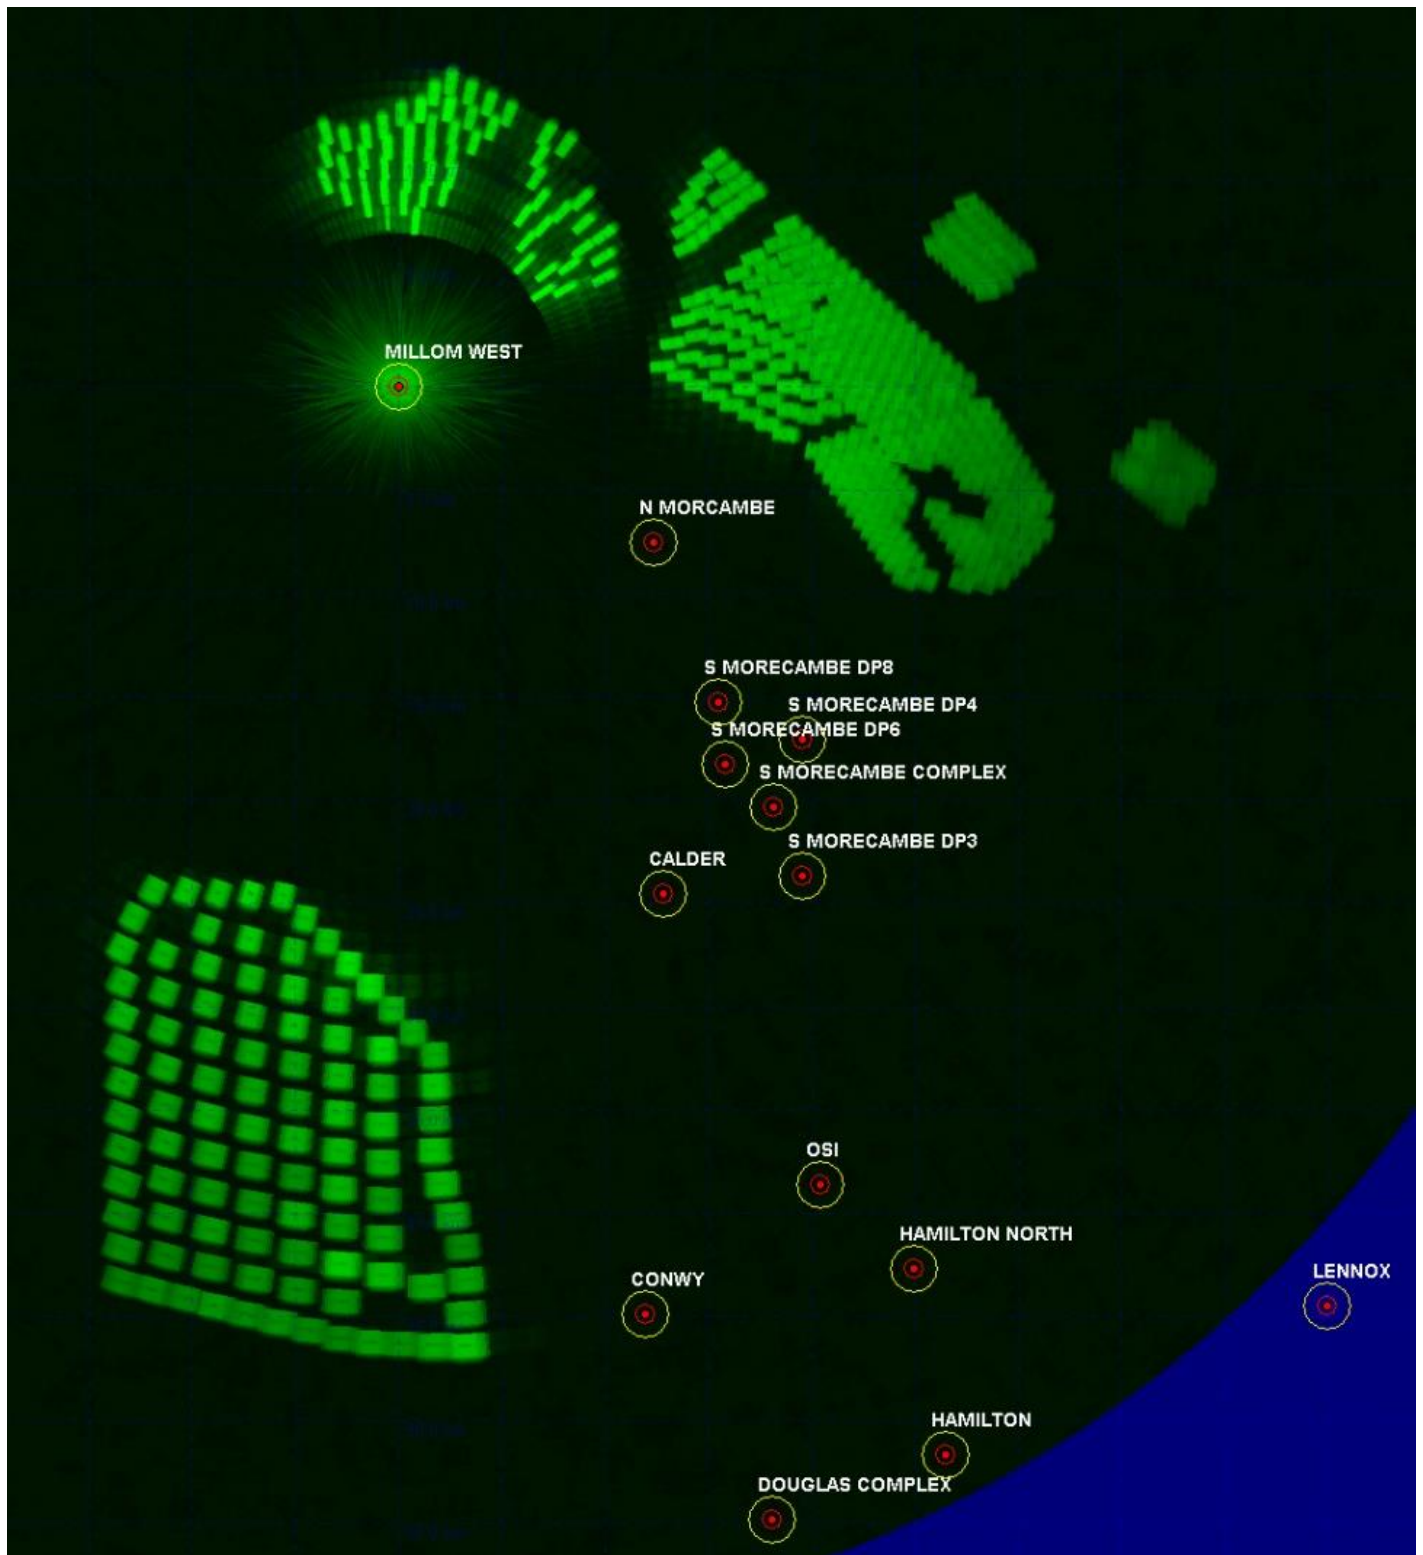 MILLOM WEST
N MORCAMBE
S MORECAMBE DP8
S MORECAMBE DP4
S MORECAMBE DP6
S MORECAMBE COMPLEX
S MORECAMBE DP3
CALDER
OSI
HAMILTON NORTH
LENNOX
CONWY
HAMILTON
DOUGLAS COMPLEX